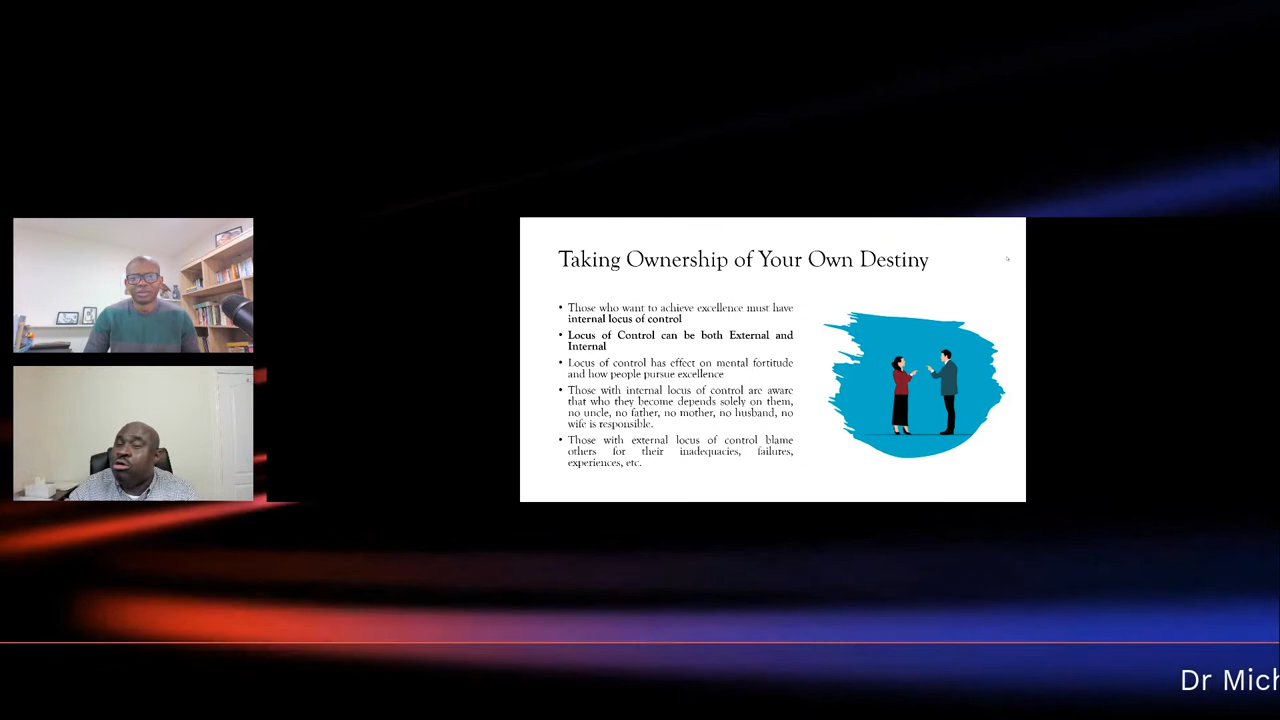 Taking Ownership of Your Own Destiny
• Those who want to achieve excellence must have
internal locus of control
• Locus of Control can be both External and
Internal
• Locus of control has effect on mental fortitude
and how people pursue excellence
• Those with internal locus of control are aware
that who they become depends solely on them,
no uncle, no father, no mother, no husband, no
wife is responsible.
• Those with external locus of control blame
others for their inadequacies, failures,
experiences, etc.
Dr Mich